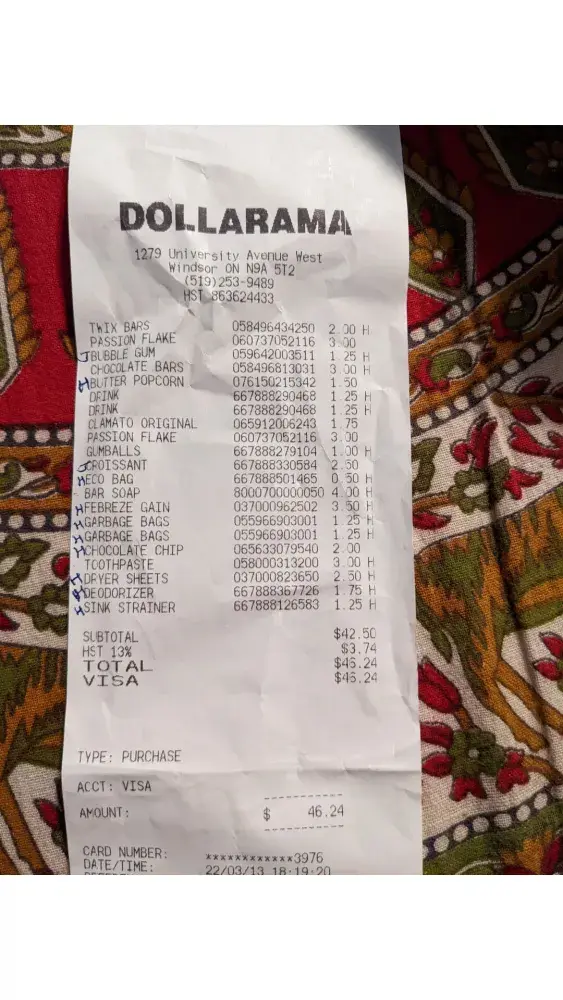 DOLLARAMA
1279 University Avenue West
Windsor ON N9A 5T2
(519)253-9489
HST 863624433
TWIX BARS 058496434250 2.00 H
PASSION FLAKE 060737052116 3.00
J BUBBLE GUM 059642003511 1.25 H
CHOCOLATE BARS 058496813031 3.00 H
H BUTTER POPCORN 076150215342 1.50
DRINK 667888290468 1.25 H
DRINK 667888290468 1.25 H
CLAMATO ORIGINAL 065912006243 1.75
PASSION FLAKE 060737052116 3.00
GUMBALLS 667888279104 1.00 H
J CROISSANT 667888330584 2.50
H ECO BAG 667888501465 0.50 H
BAR SOAP 8000700000050 4.00 H
H FEBREZE GAIN 037000962502 3.50 H
H GARBAGE BAGS 055966903001 1.25 H
H GARBAGE BAGS 055966903001 1.25 H
H CHOCOLATE CHIP 065633079540 2.00
TOOTHPASTE 058000313200 3.00 H
H DRYER SHEETS 037000823650 2.50 H
DEODORIZER 667888367726 1.75 H
H SINK STRAINER 667888126583 1.25 H
SUBTOTAL $42.50
HST 13% $3.74
TOTAL $46.24
VISA $46.24
TYPE: PURCHASE
ACCT: VISA
AMOUNT: $ 46.24
CARD NUMBER: ************3976
DATE/TIME: 22/03/13 18:19:20